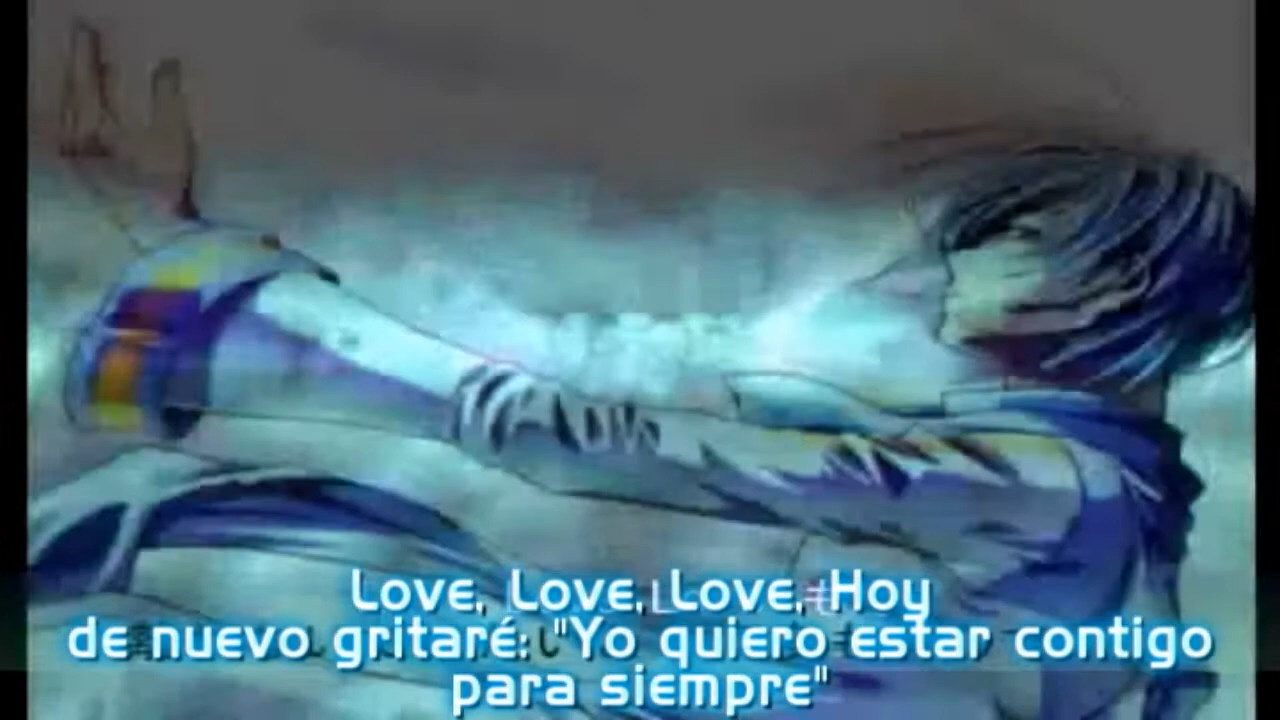 Love, Love, Love, Hoy
de nuevo gritaré: "Yo quiero estar contigo
para siempre"